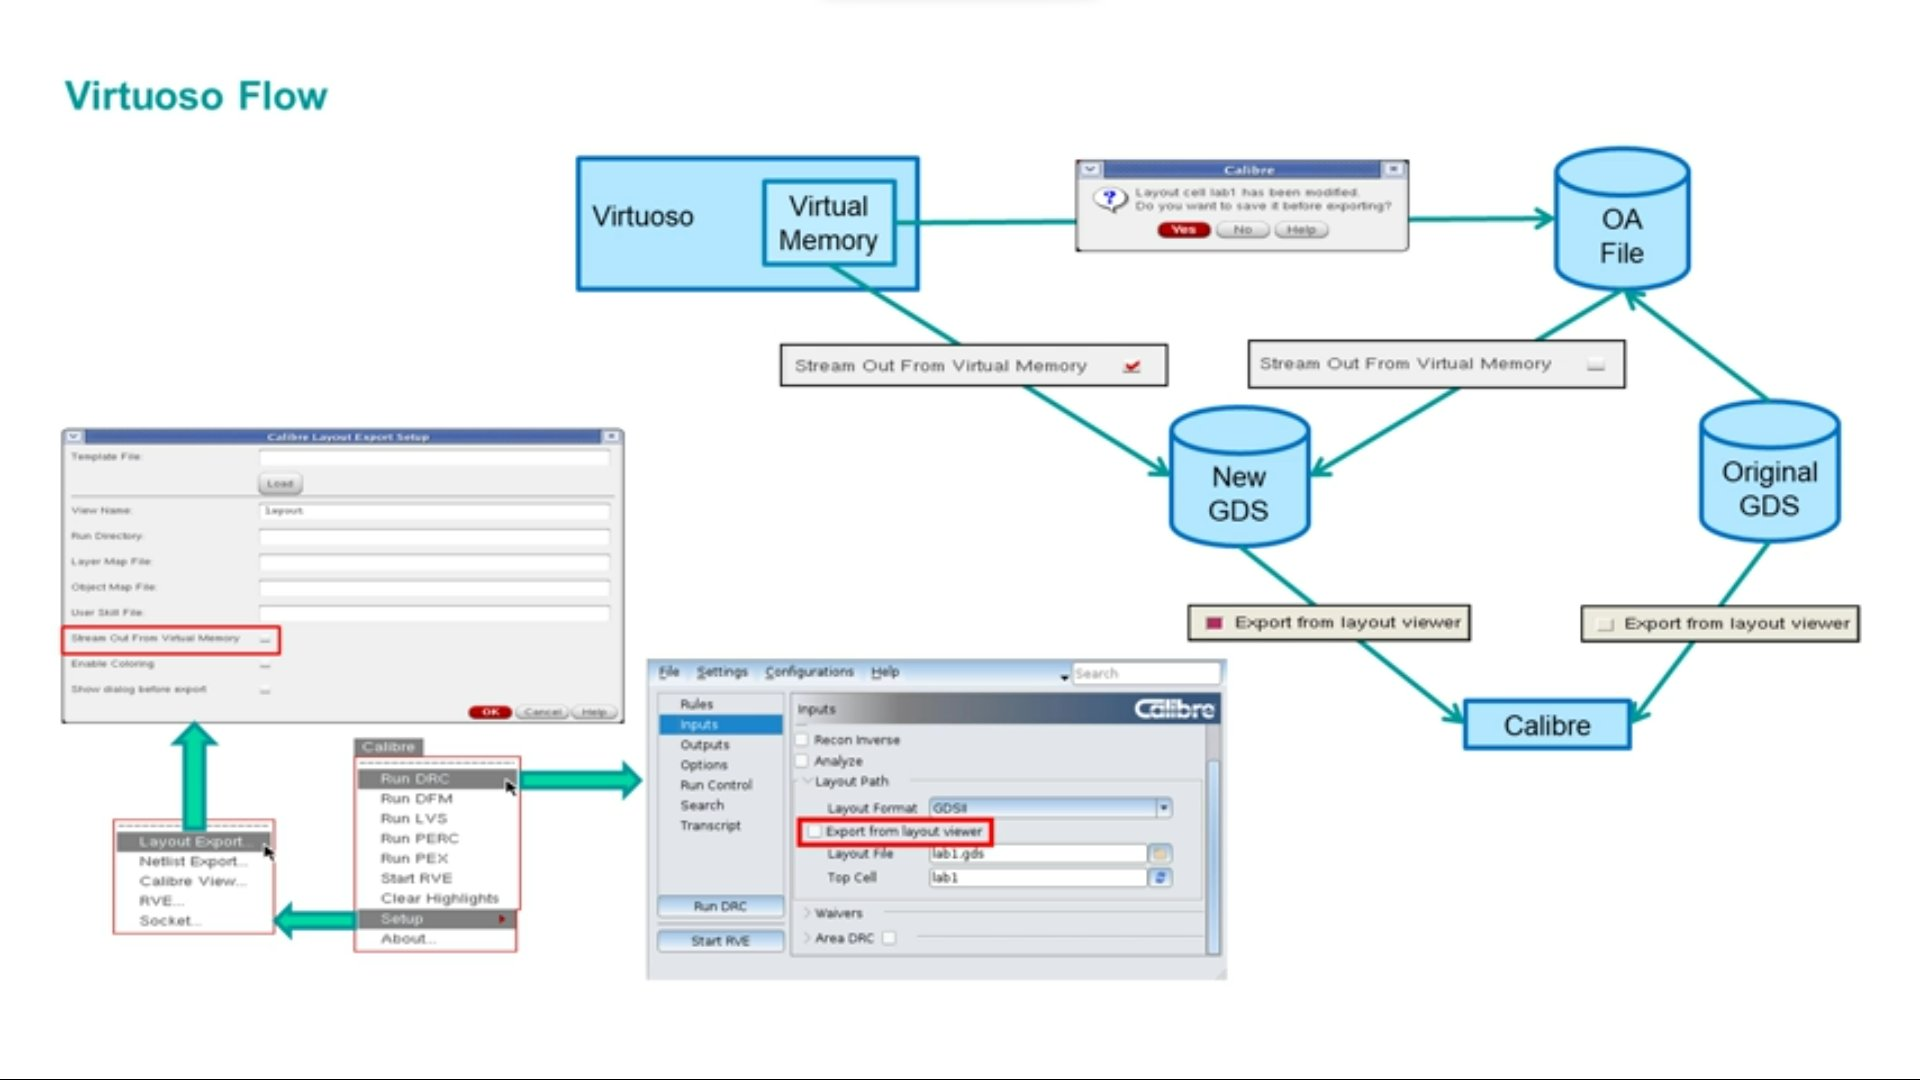 Virtuoso Flow
Virtuoso
Virtual
Memory
Calibre
Layout cell lab1 has been modified.
Do you want to save it before exporting?
Yes
No
Help
OA
File
Stream Out From Virtual Memory
Stream Out From Virtual Memory
New
GDS
Original
GDS
Export from layout viewer
Export from layout viewer
Calibre
Calibre Layout Export Setup
Template File:
Load
View Name:
layout
Run Directory:
Layer Map File:
Object Map File:
User Skill File:
Stream Out From Virtual Memory
Enable Coloring
Show dialog before export
OK
Cancel
Help
Layout Export...
Netlist Export...
Calibre View...
RVE...
Socket...
Calibre
Run DRC
Run DFM
Run LVS
Run PERC
Run PEX
Start RVE
Clear Highlights
Setup
About...
File Settings Configurations Help
Search
Rules
Inputs
Outputs
Options
Run Control
Search
Transcript
Run DRC
Start RVE
Inputs
Calibre
Recon Inverse
Analyze
Layout Path
Layout Format GDSII
Export from layout viewer
Layout File lab1.gds
Top Cell lab1
Waivers
Area DRC